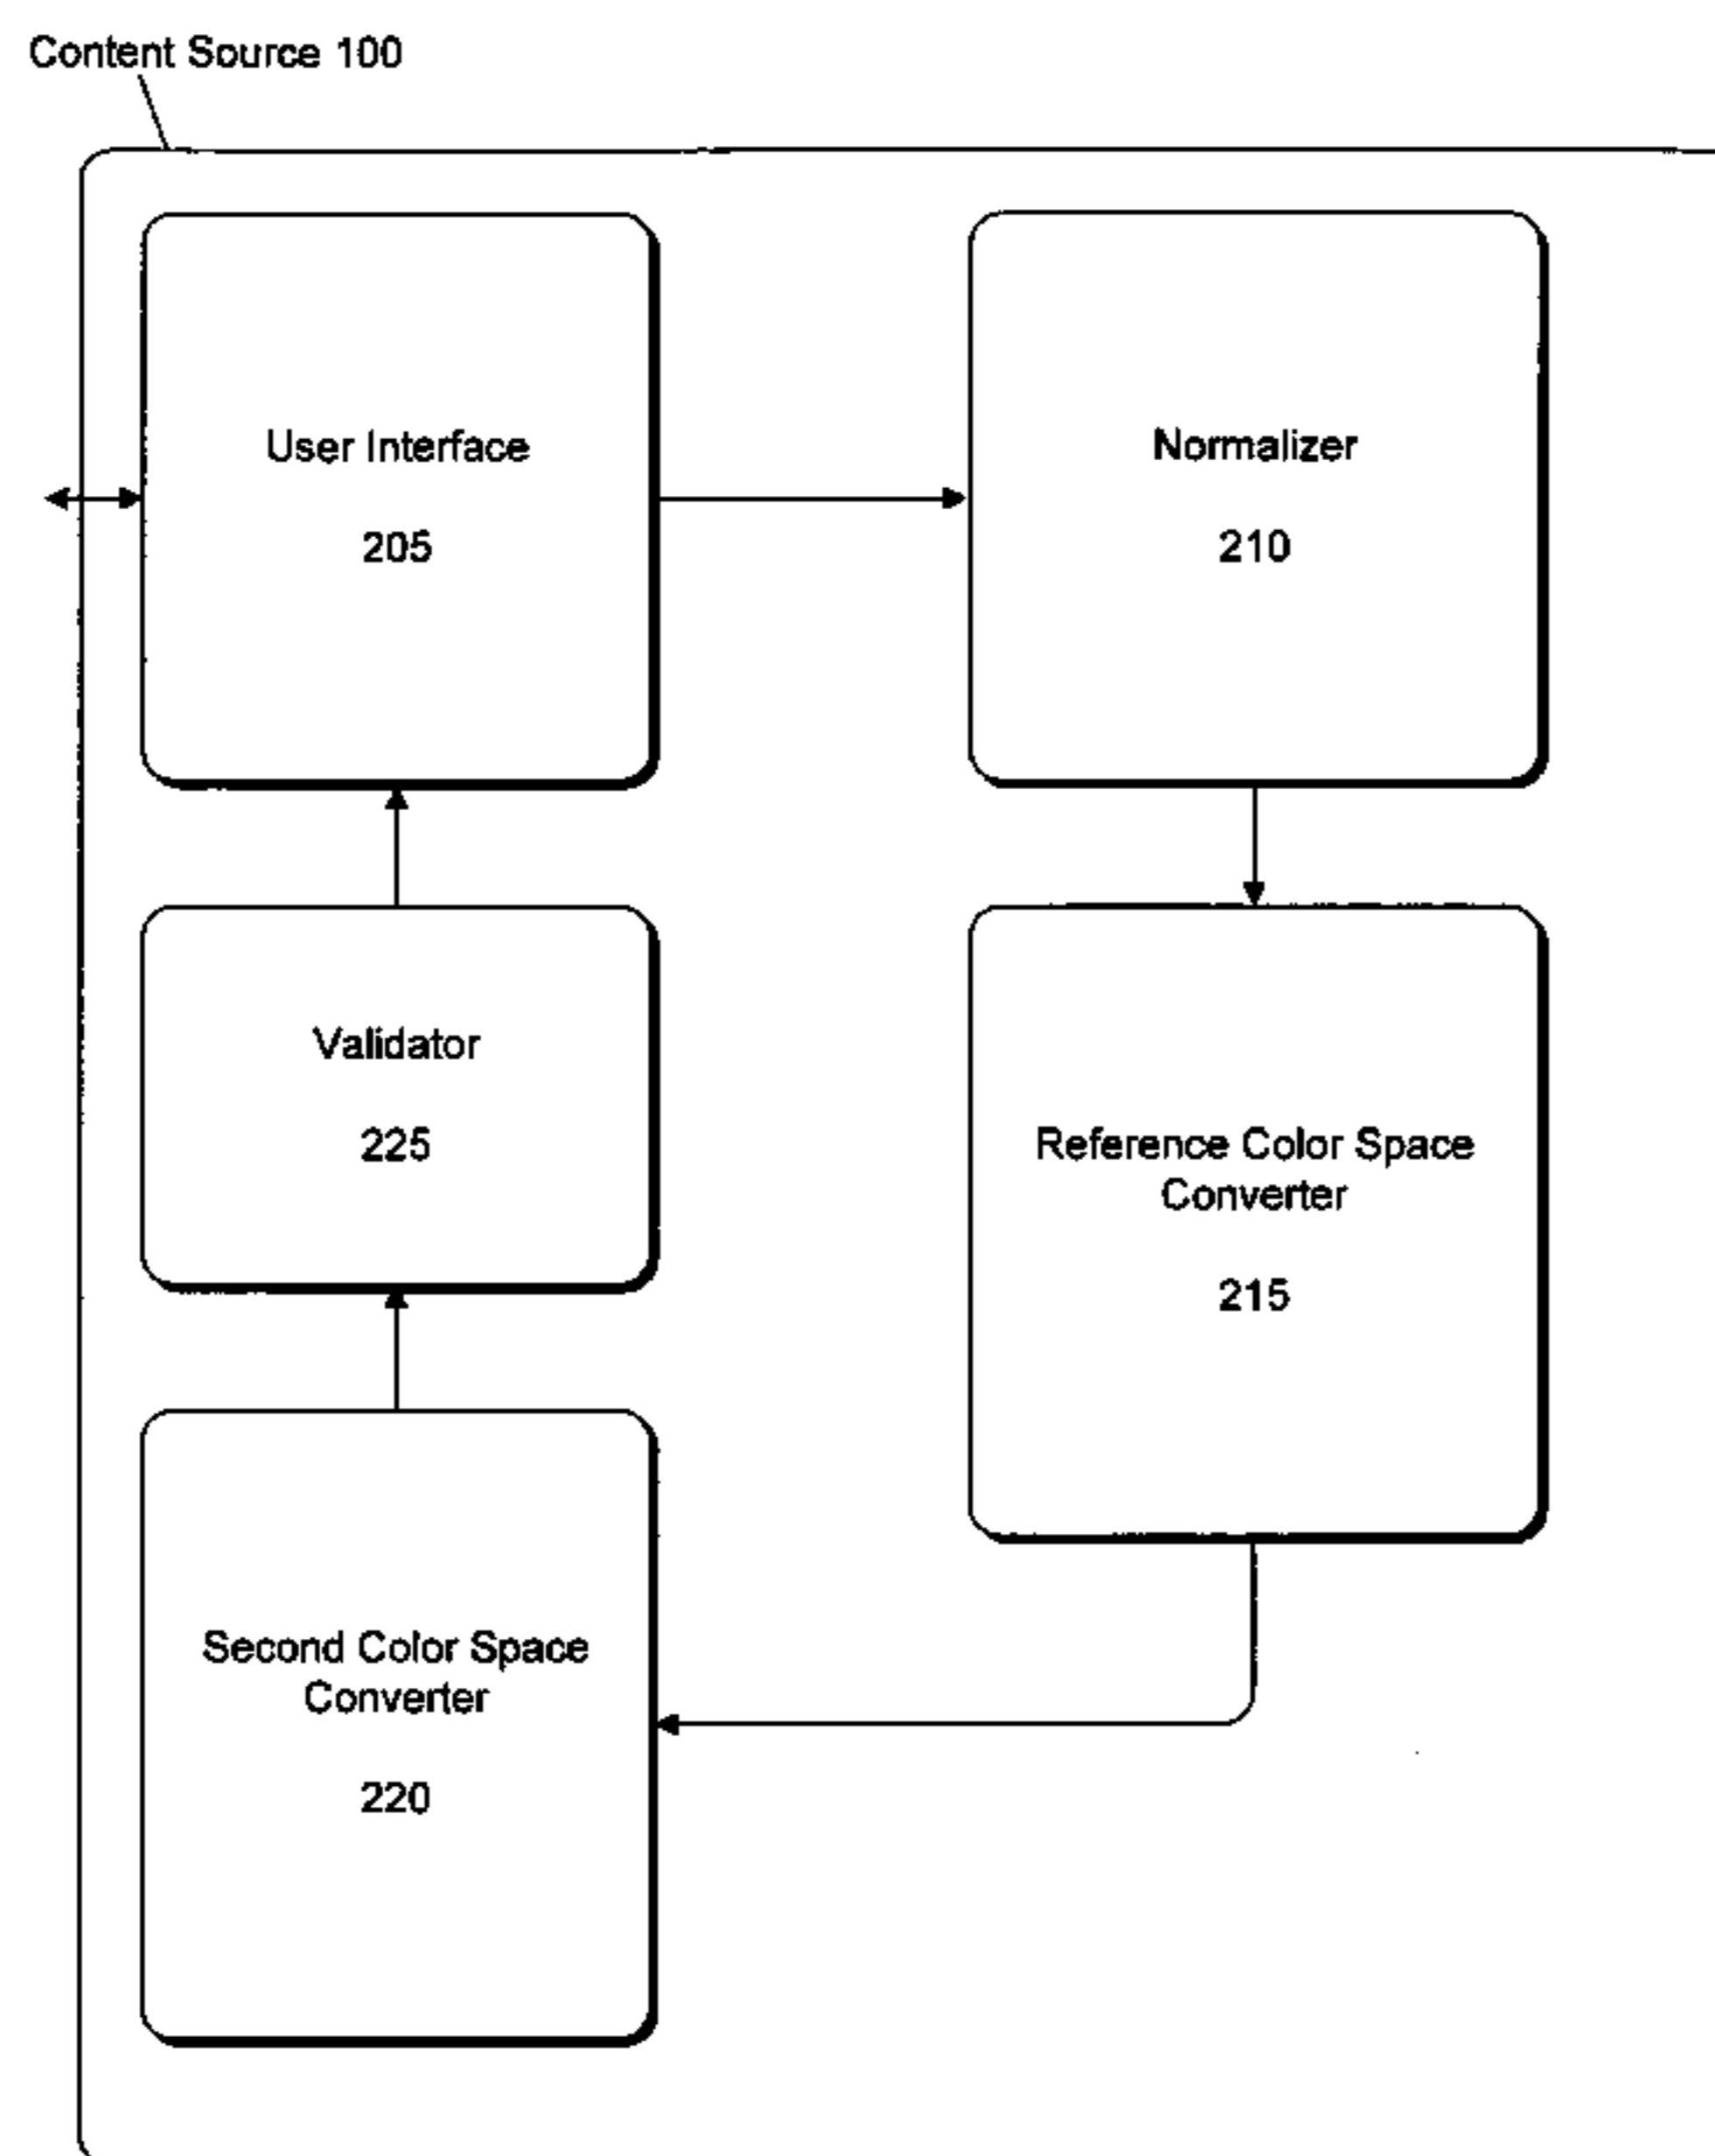 Content Source 100
User Interface
205
Normalizer
210
Validator
225
Reference Color Space
Converter
215
Second Color Space
Converter
220